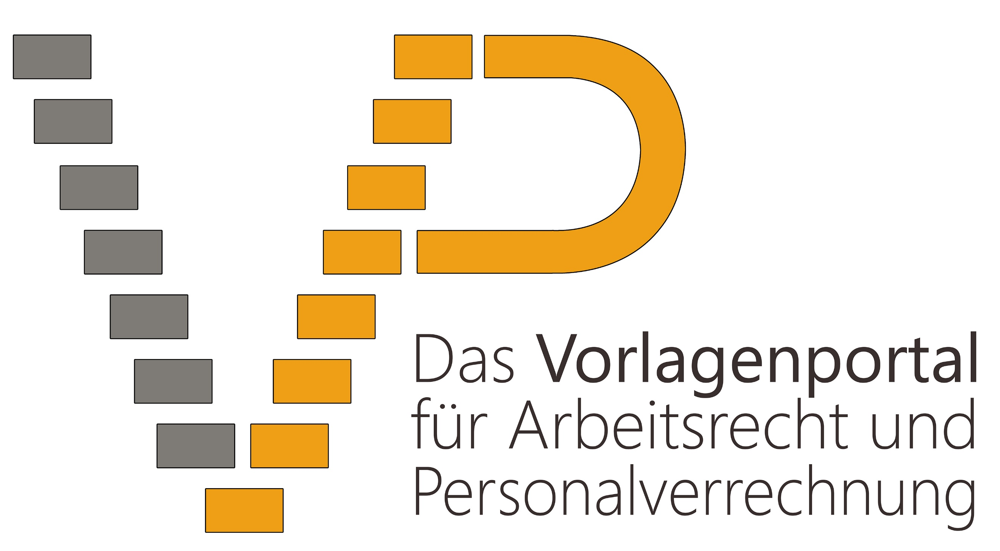 Das Vorlagenportal
für Arbeitsrecht und
Personalverrechnung